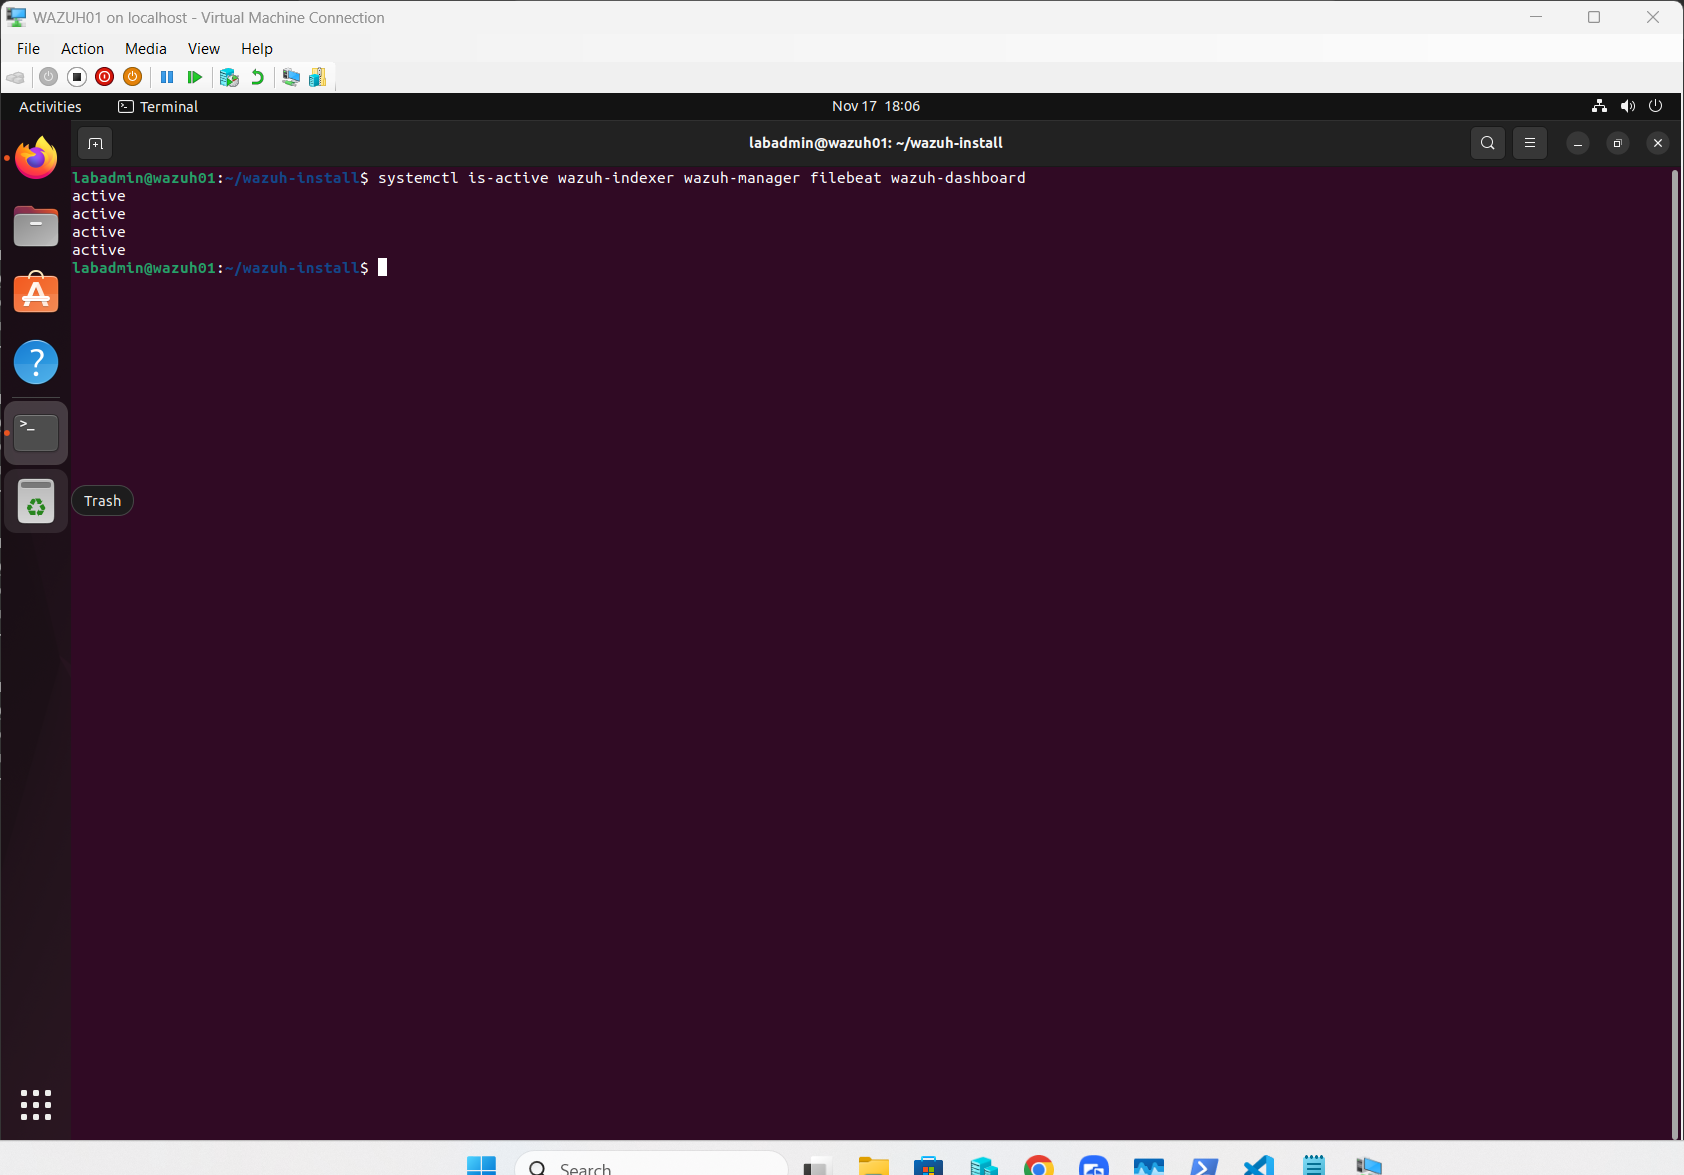 WAZUH01 on localhost - Virtual Machine Connection
File Action Media View Help
Activities Terminal Nov 17 18:06
labadmin@wazuh01: ~/wazuh-install
labadmin@wazuh01:~/wazuh-install$ systemctl is-active wazuh-indexer wazuh-manager filebeat wazuh-dashboard
active
active
active
active
labadmin@wazuh01:~/wazuh-install$
Trash
Search